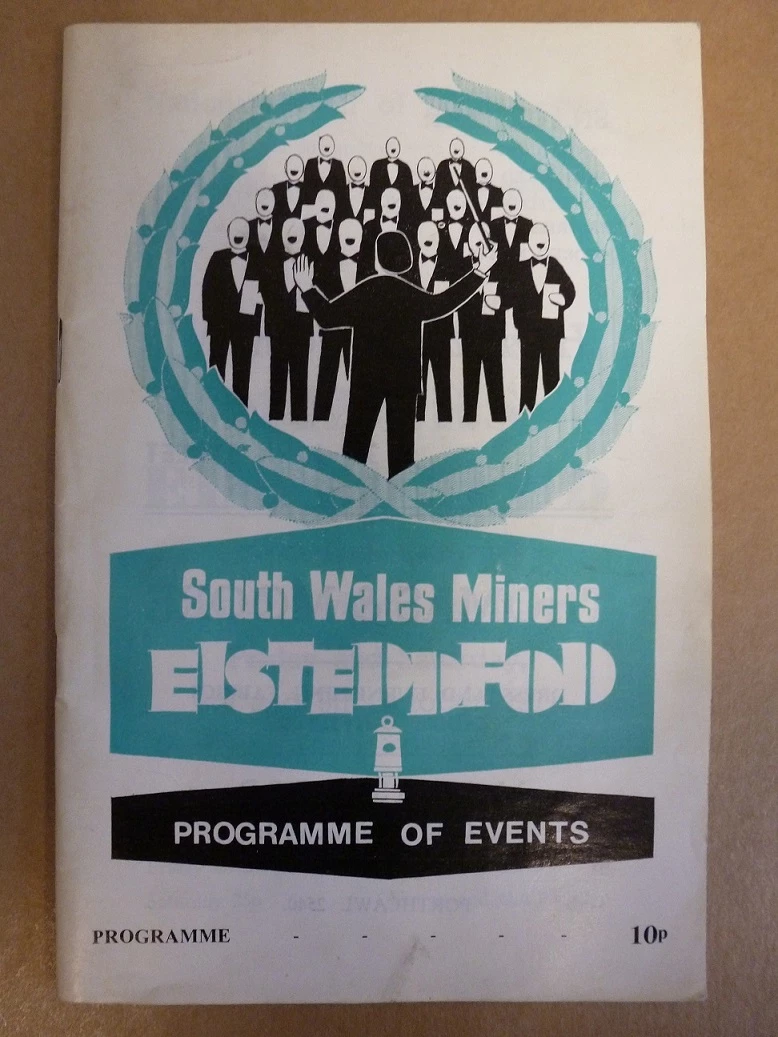 South Wales Miners
EISTEDDFOD
PROGRAMME OF EVENTS
PROGRAMME - - - - - 10p